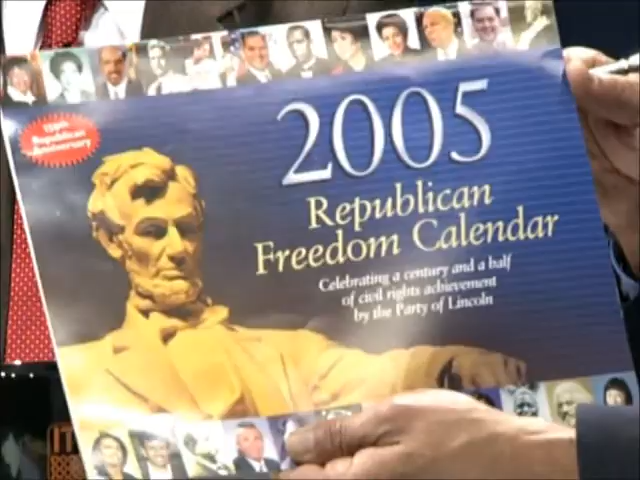 150th
Republican
Anniversary
2005
Republican
Freedom Calendar
Celebrating a century and a half
of civil rights achievement
by the Party of Lincoln